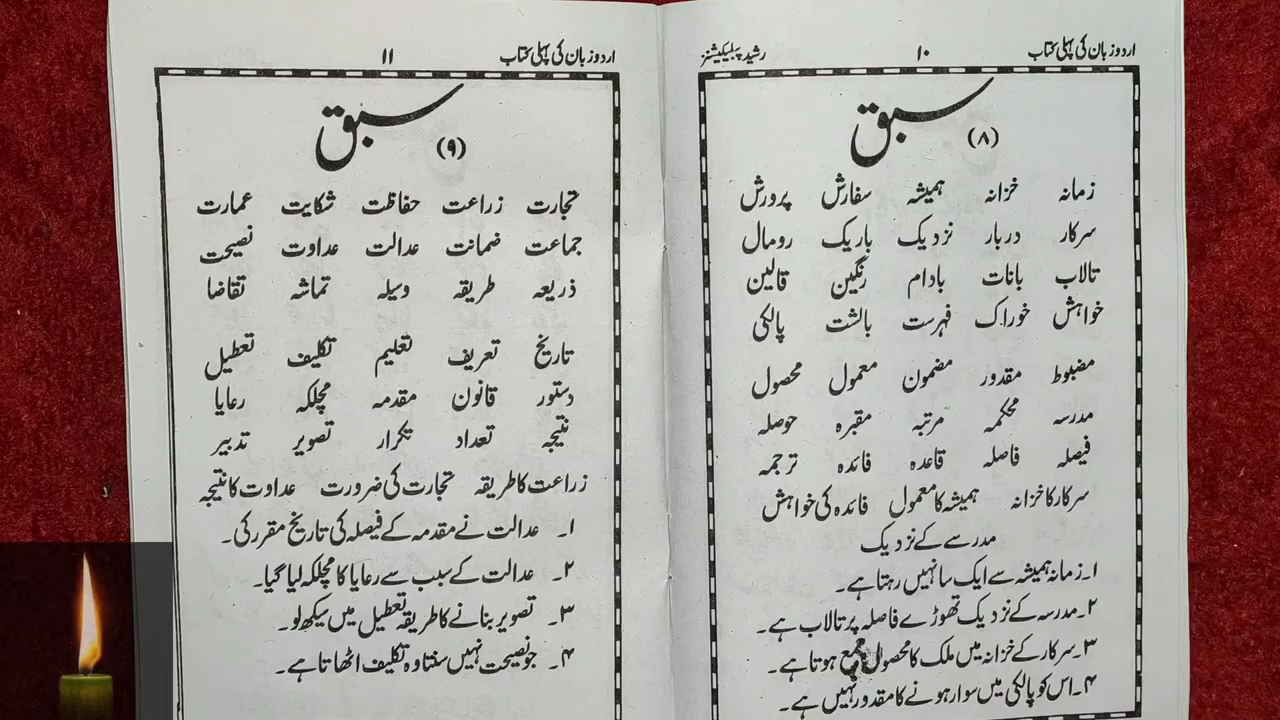 اردو زبان کی پہلی کتاب ۱۰ رشید پبلیکیشنز
سبق (۸)
زمانہ خزانہ ہمیشہ سفارش پرورش
سرکار دربار نزدیک باریک رومال
تالاب بانات بادام رنگین قالین
خواہش خوراک فہرست بالشت پالکی
مضبوط مقدور مضمون معمول محصول
مدرسہ محکمہ مرتبہ مقبرہ حوصلہ
فیصلہ فاصلہ قاعدہ فائدہ ترجمہ
سرکار کا خزانہ ہمیشہ کا معمول فائدہ کی خواہش
مدرسے کے نزدیک
۱۔ زمانہ ہمیشہ سے ایک سا نہیں رہتا ہے۔
۲۔ مدرسہ کے نزدیک تھوڑے فاصلہ پر تالاب ہے۔
۳۔ سرکار کے خزانہ میں ملک کا محصول جمع ہوتا ہے۔
۴۔ اس کو پالکی میں سوار ہونے کا مقدور نہیں ہے۔
اردو زبان کی پہلی کتاب ۱۱
سبق (۹)
تجارت زراعت حفاظت شکایت عمارت
جماعت ضمانت عدالت عداوت نصیحت
ذریعہ طریقہ وسیلہ تماشہ تقاضا
تاریخ تعریف تعلیم تکلیف تعطیل
دستور قانون مقدمہ مچلکہ رعایا
نتیجہ تعداد تکرار تصویر تدبیر
زراعت کا طریقہ تجارت کی ضرورت عداوت کا نتیجہ
۱۔ عدالت نے مقدمہ کے فیصلہ کی تاریخ مقرر کی۔
۲۔ عدالت کے سبب سے رعایا کا مچلکہ لیا گیا۔
۳۔ تصویر بنانے کا طریقہ تعطیل میں سیکھ لو۔
۴۔ جو نصیحت نہیں سنتا وہ تکلیف اٹھاتا ہے۔